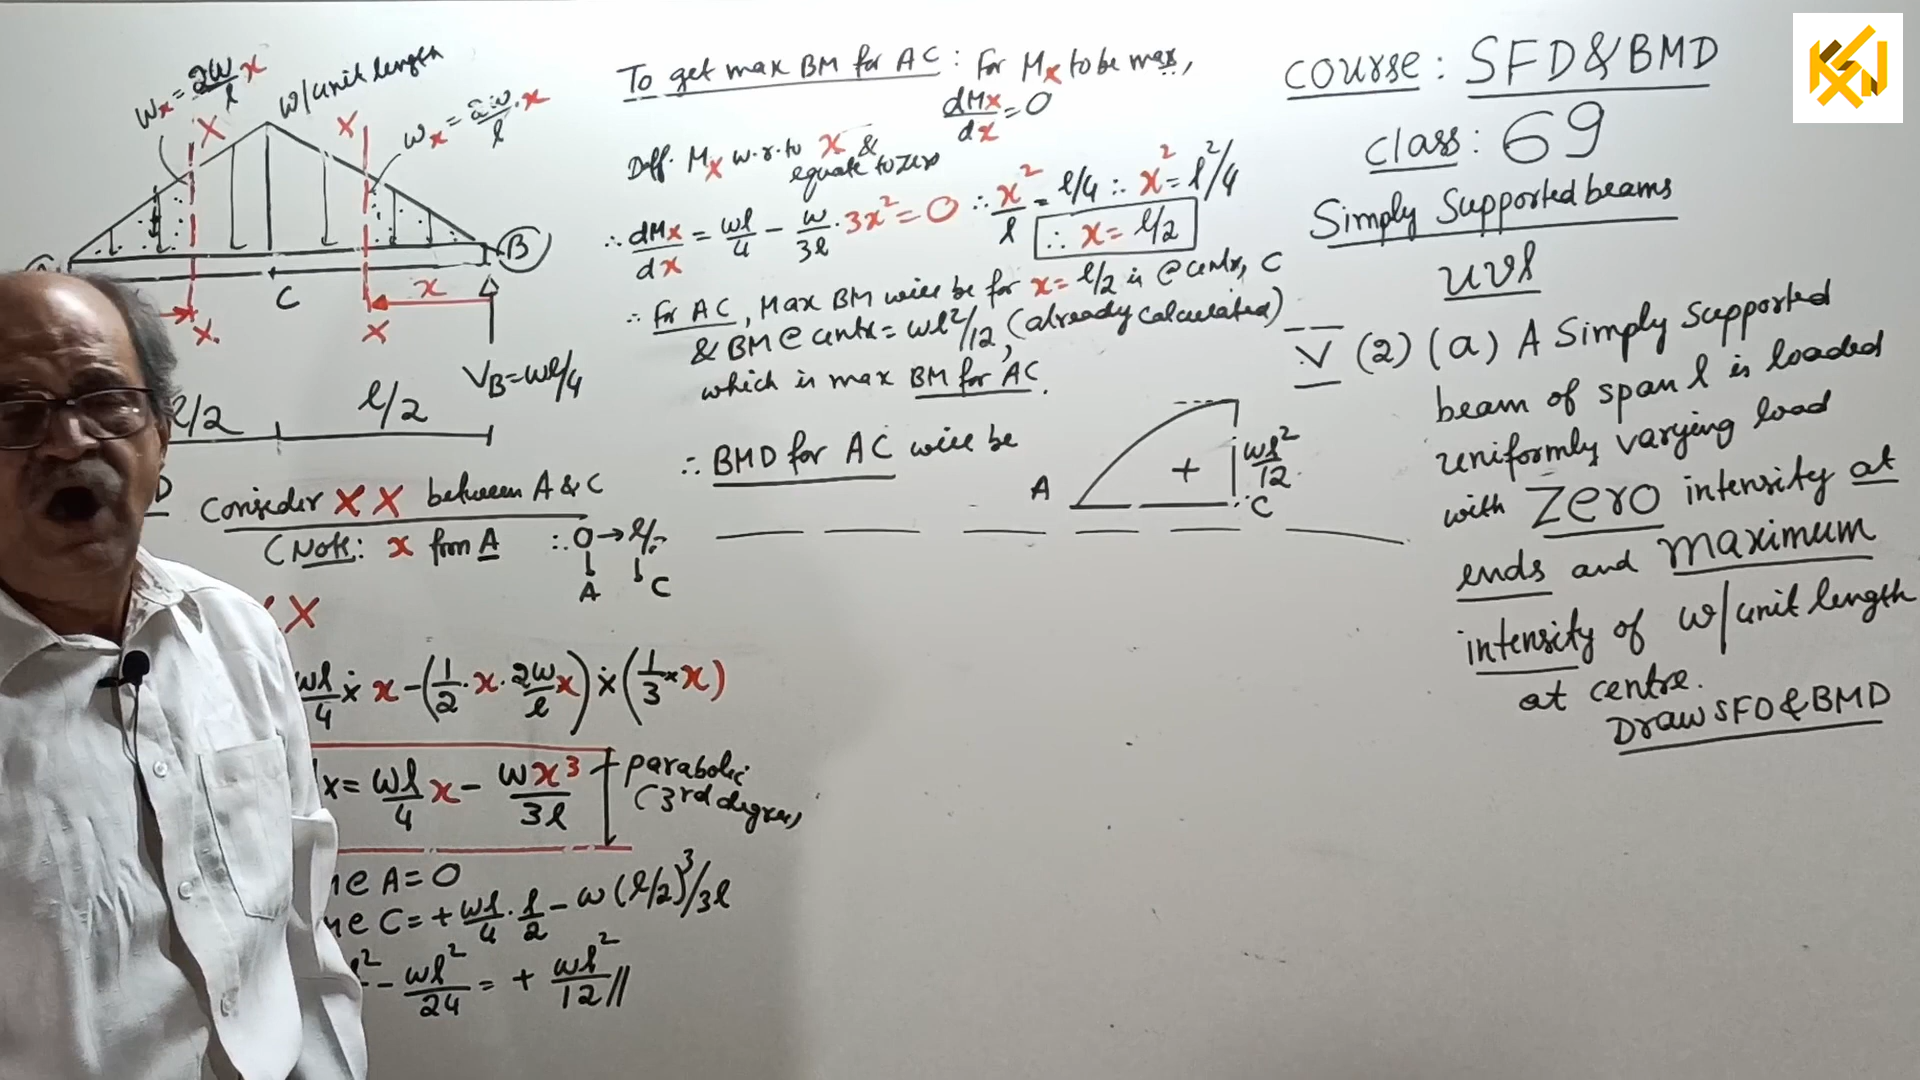 wx = 2w/l x
w/unit length
wx = 2w/l · x
X
X
B
C
x
X
X
VB = wl/4
l/2
l/2
Consider XX between A & C
(Note: x from A ∴ 0 → l/2
A
C
X
wl/4 × x - (1/2 · x · 2w/l x) × (1/3 × x)
x = wl/4 x - wx³/3l
parabolic
(3rd degree)
@ A = 0
@ C = + wl/4 · l/2 - w(l/2)³/3l
- wl²/24 = + wl²/12 //
To get max BM for AC : For Mx to be max,
dMx/dx = 0
Diff. Mx w.r.to x &
equate to zero
∴ dMx/dx = wl/4 - w/3l · 3x² = 0 ∴ x²/l = l/4 ∴ x² = l²/4
∴ x = l/2
∴ For AC, Max BM will be for x = l/2 is @ centre, C
& BM @ centre = wl²/12, (already calculated)
which is max BM for AC.
∴ BMD for AC will be
A
+
wl²/12
C
Course : SFD & BMD
Class : 69
Simply Supported beams
UVL
V (2) (a) A Simply Supported
beam of span l is loaded
uniformly varying load
with Zero intensity at
ends and maximum
intensity of w/unit length
at centre.
Draw SFD & BMD